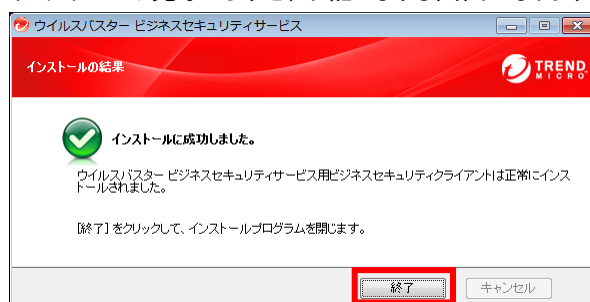 ウイルスバスター ビジネスセキュリティサービス
インストールの結果
TREND
MICRO
インストールに成功しました。
ウイルスバスター ビジネスセキュリティサービス用ビジネスセキュリティクライアントは正常にインス
トールされました。
[終了] をクリックして、インストールプログラムを閉じます。
終了
キャンセル